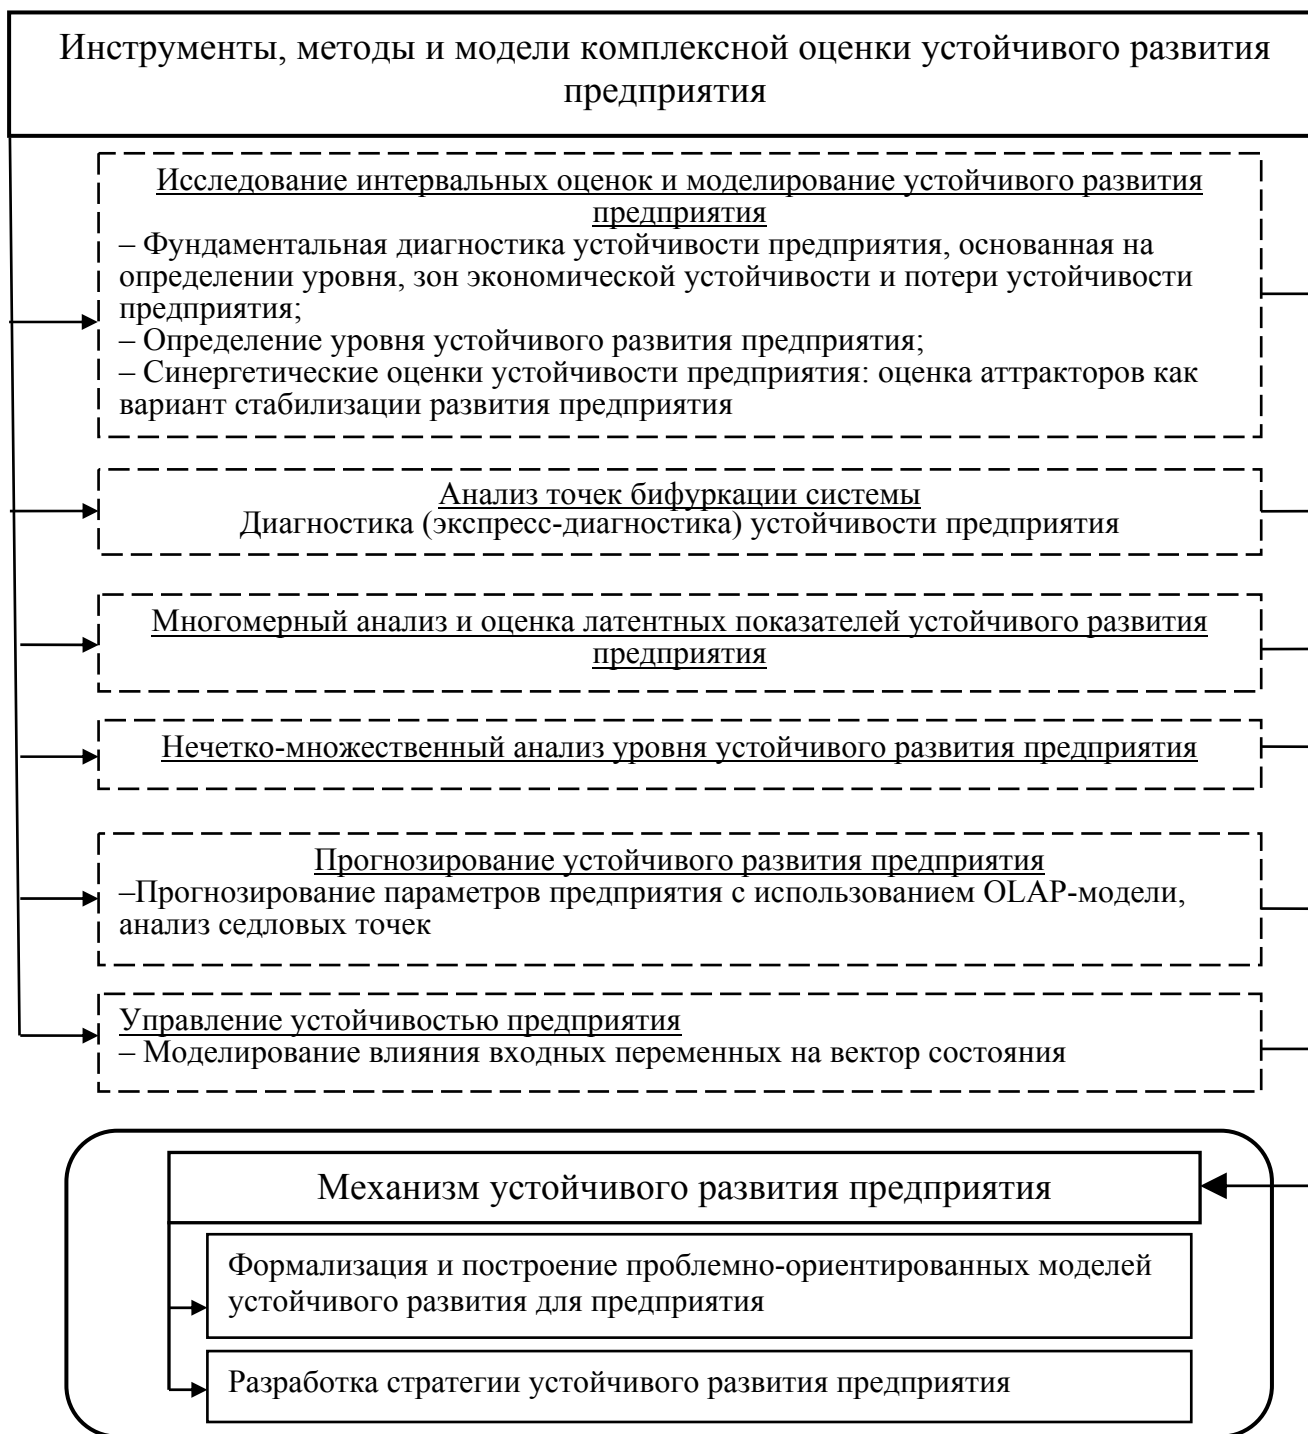 Инструменты, методы и модели комплексной оценки устойчивого развития
предприятия
Исследование интервальных оценок и моделирование устойчивого развития
предприятия
– Фундаментальная диагностика устойчивости предприятия, основанная на
определении уровня, зон экономической устойчивости и потери устойчивости
предприятия;
– Определение уровня устойчивого развития предприятия;
– Синергетические оценки устойчивости предприятия: оценка аттракторов как
вариант стабилизации развития предприятия
Анализ точек бифуркации системы
Диагностика (экспресс-диагностика) устойчивости предприятия
Многомерный анализ и оценка латентных показателей устойчивого развития
предприятия
Нечетко-множественный анализ уровня устойчивого развития предприятия
Прогнозирование устойчивого развития предприятия
–Прогнозирование параметров предприятия с использованием OLAP-модели,
анализ седловых точек
Управление устойчивостью предприятия
– Моделирование влияния входных переменных на вектор состояния
Механизм устойчивого развития предприятия
Формализация и построение проблемно-ориентированных моделей
устойчивого развития для предприятия
Разработка стратегии устойчивого развития предприятия